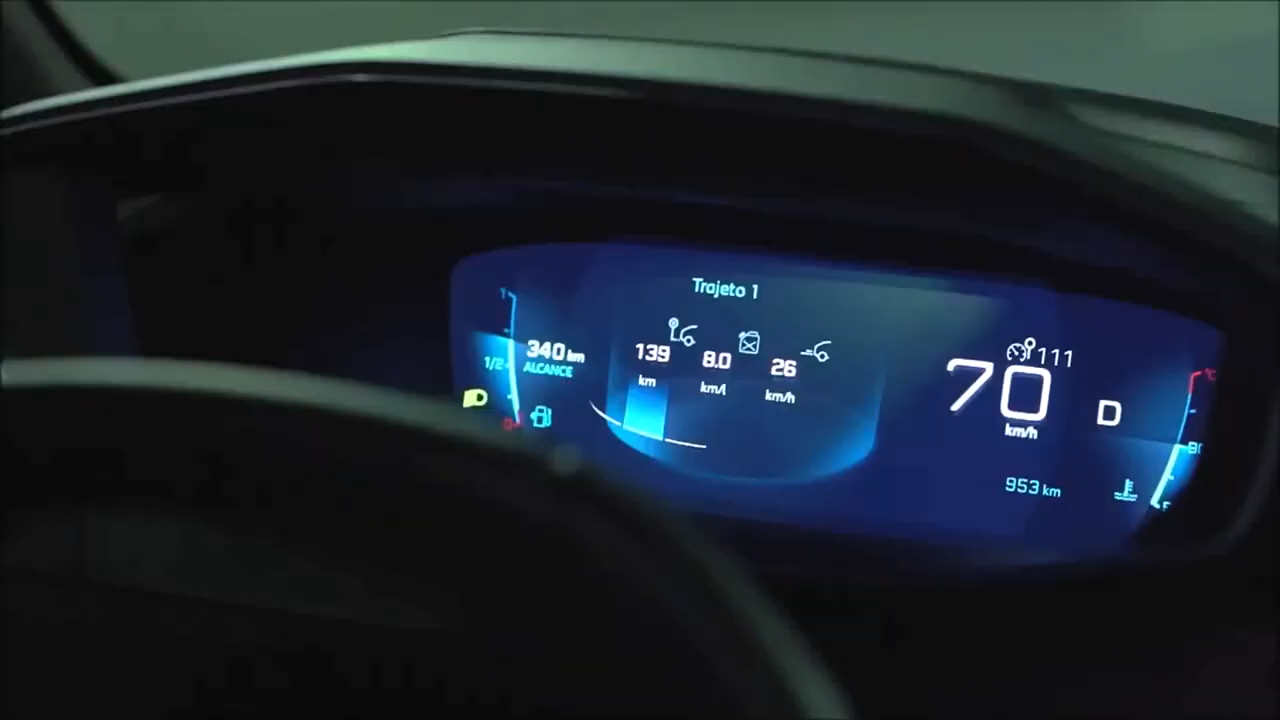 Trajeto 1
1
1/2
0
340 km
ALCANCE
139
km
8.0
km/l
26
km/h
111
70
km/h
D
953 km
°C
F